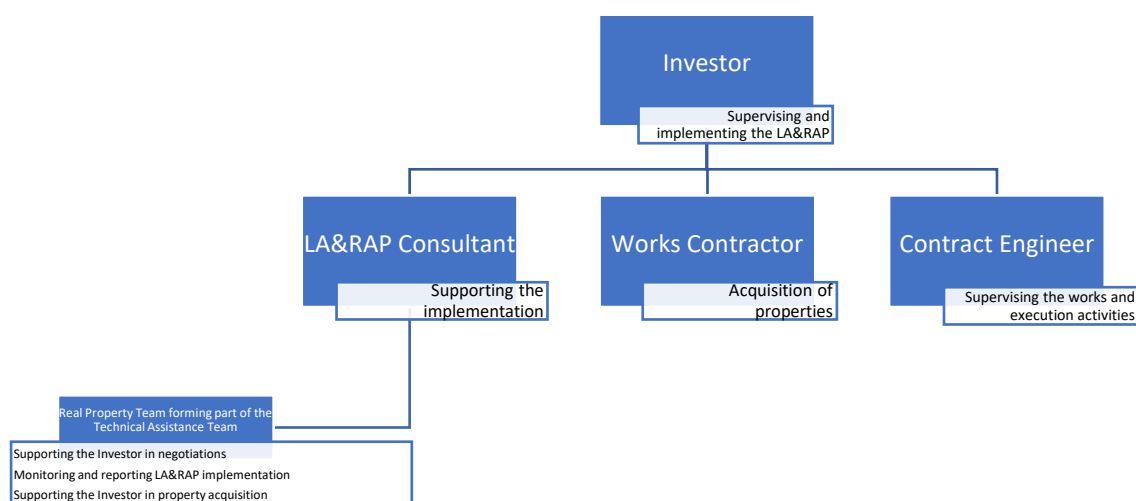 Investor
Supervising and
implementing the LA&RAP
LA&RAP Consultant
Supporting the
implementation
Works Contractor
Acquisition of
properties
Contract Engineer
Supervising the works and
execution activities
Real Property Team forming part of the
Technical Assistance Team
Supporting the Investor in negotiations
Monitoring and reporting LA&RAP implementation
Supporting the Investor in property acquisition